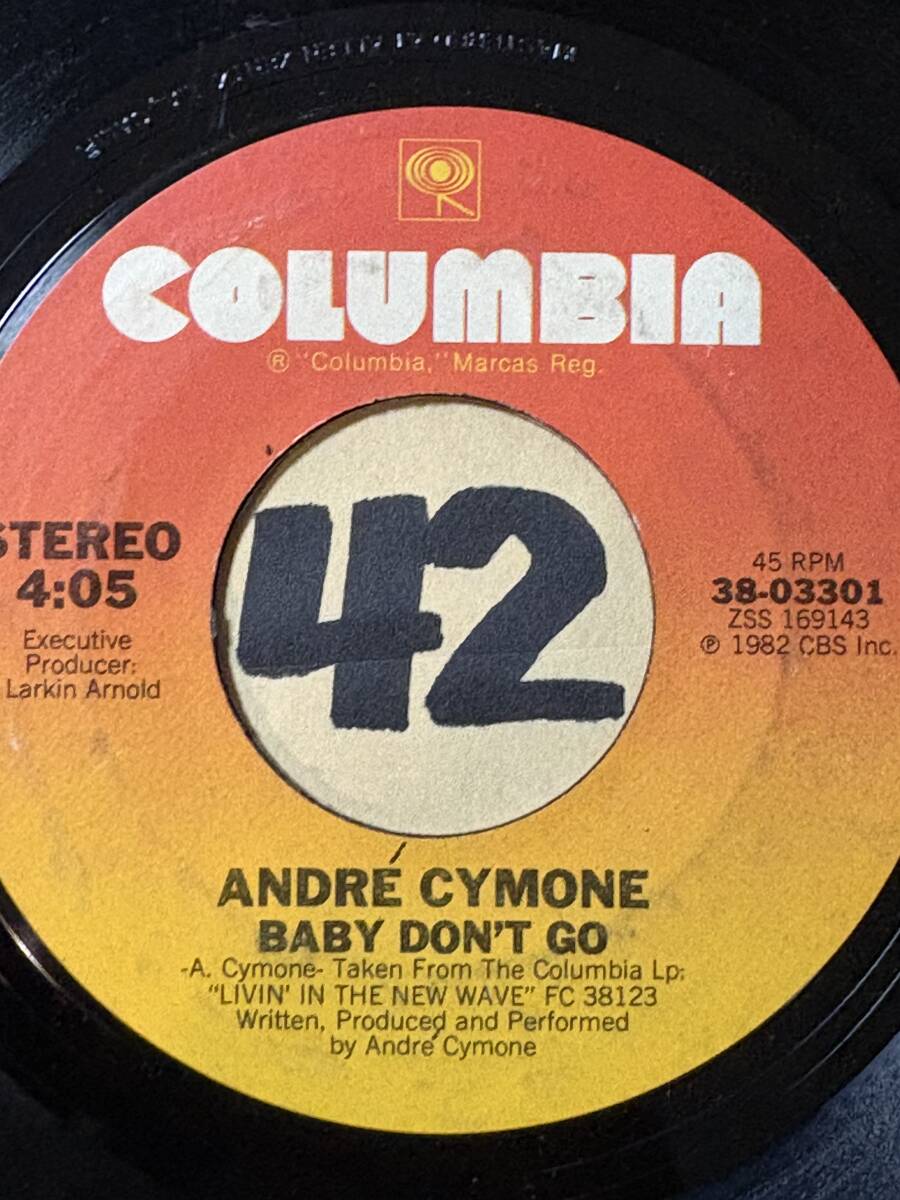 COLUMBIA
® "Columbia," Marcas Reg.
STEREO
4:05
Executive
Producer:
Larkin Arnold
42
45 RPM
38-03301
ZSS 169143
℗ 1982 CBS Inc.
ANDRÉ CYMONE
BABY DON'T GO
-A. Cymone- Taken From The Columbia Lp:
"LIVIN' IN THE NEW WAVE" FC 38123
Written, Produced and Performed
by André Cymone